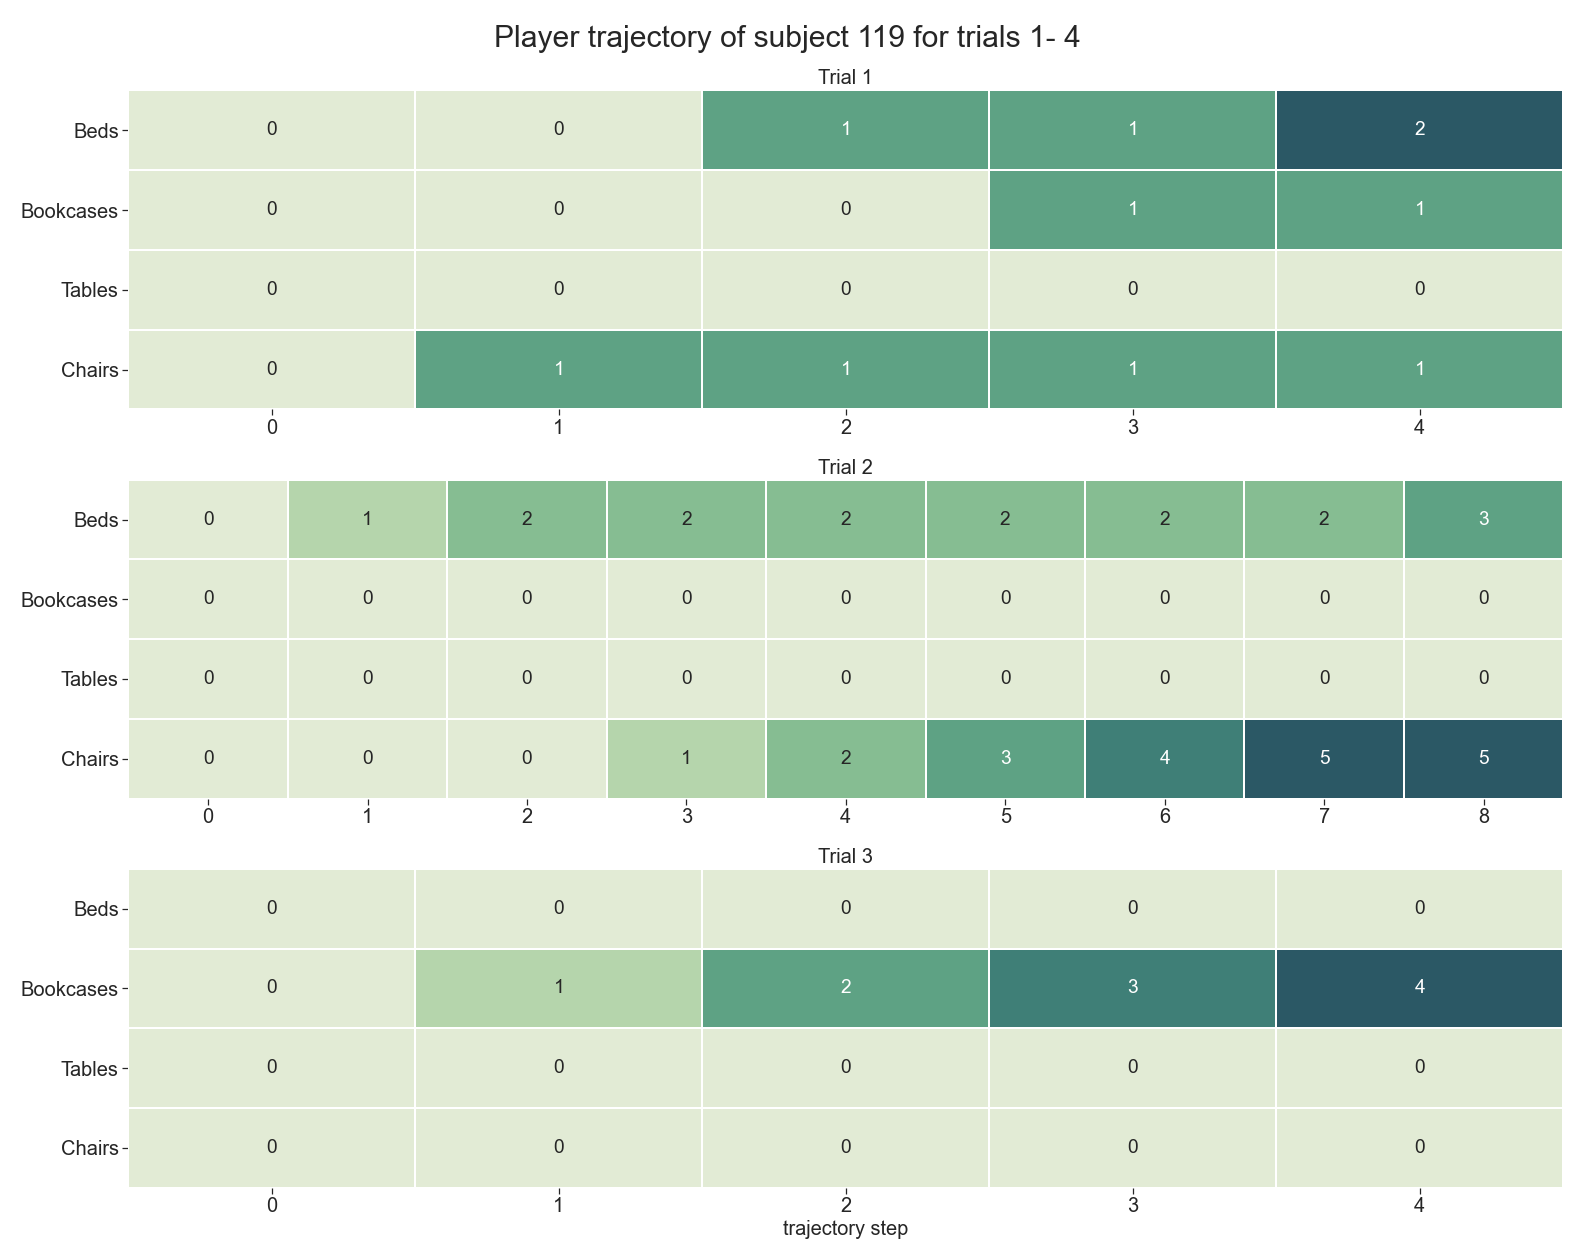 Player trajectory of subject 119 for trials 1- 4
Trial 1
Beds 0 0 1 1 2
Bookcases 0 0 0 1 1
Tables 0 0 0 0 0
Chairs 0 1 1 1 1
0 1 2 3 4
Trial 2
Beds 0 1 2 2 2 2 2 2 3
Bookcases 0 0 0 0 0 0 0 0 0
Tables 0 0 0 0 0 0 0 0 0
Chairs 0 0 0 1 2 3 4 5 5
0 1 2 3 4 5 6 7 8
Trial 3
Beds 0 0 0 0 0
Bookcases 0 1 2 3 4
Tables 0 0 0 0 0
Chairs 0 0 0 0 0
0 1 2 3 4
trajectory step